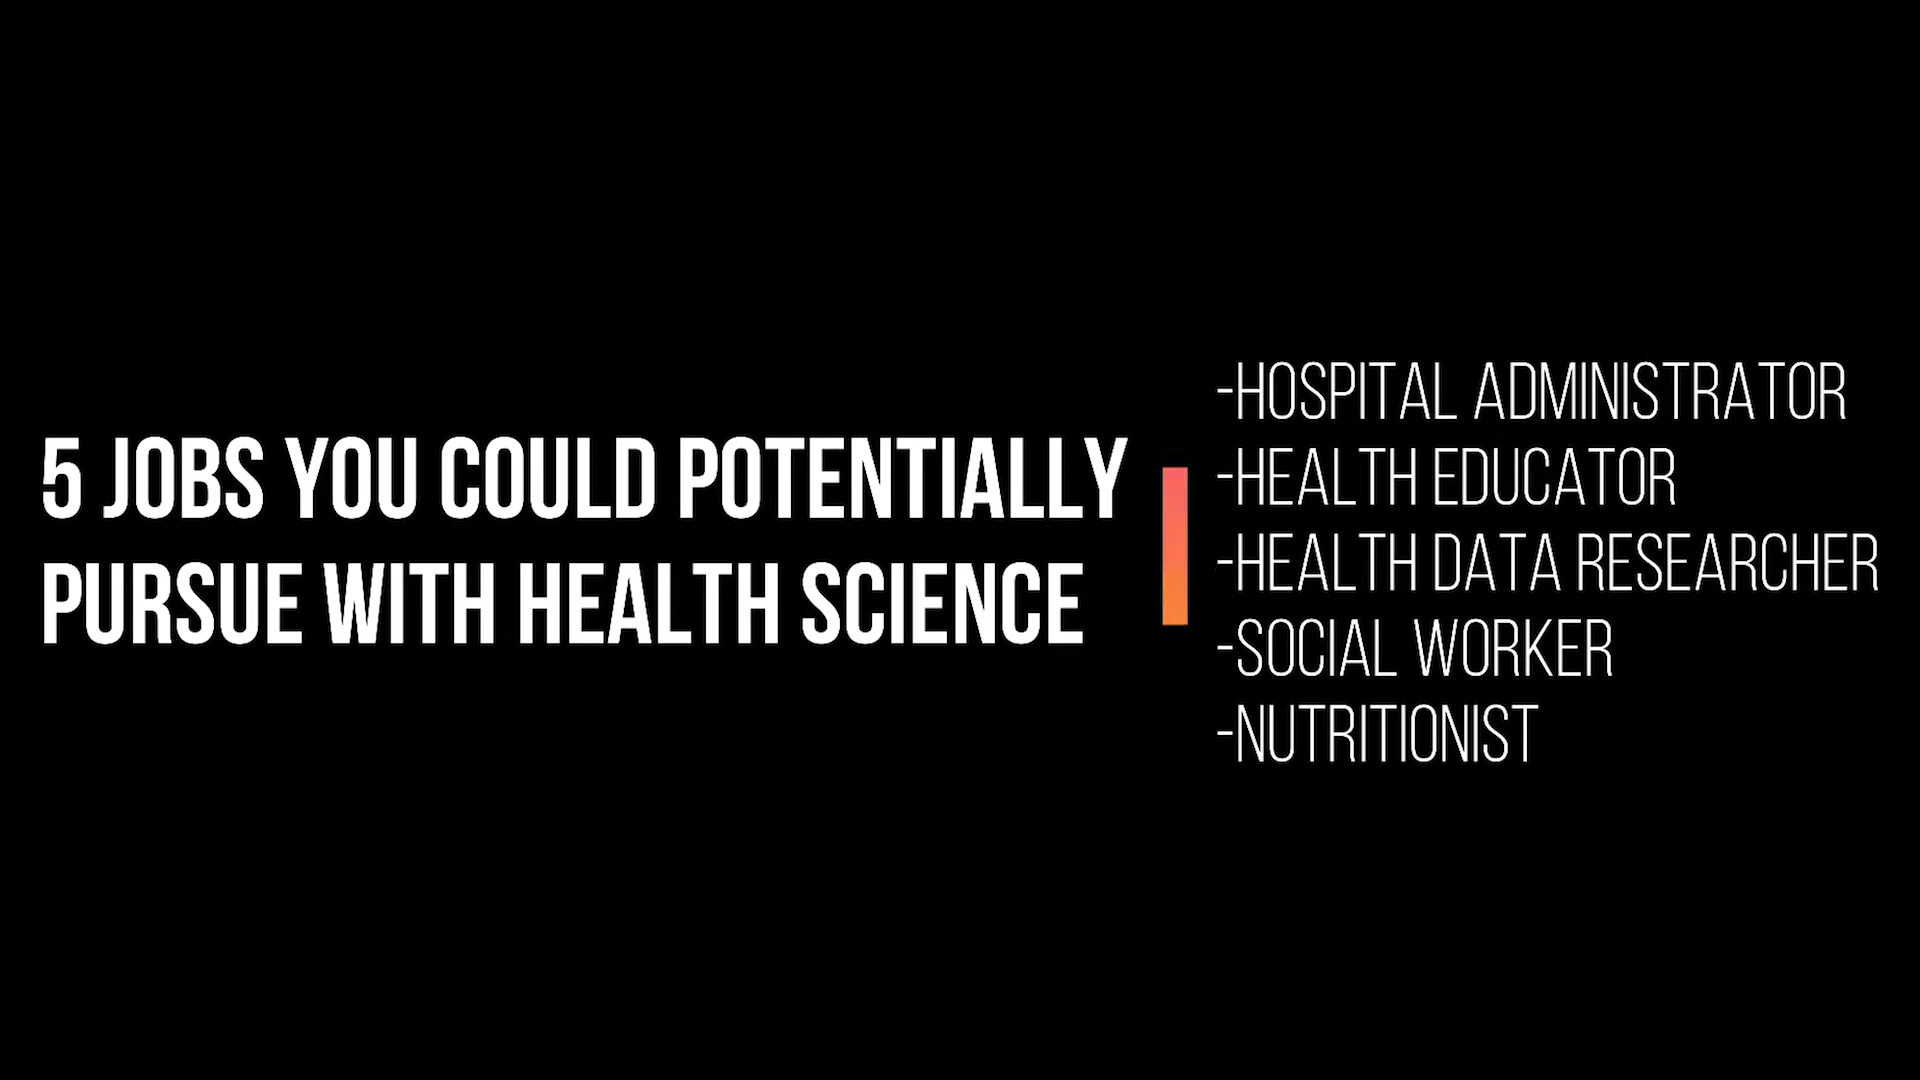 5 JOBS YOU COULD POTENTIALLY
PURSUE WITH HEALTH SCIENCE
-HOSPITAL ADMINISTRATOR
-HEALTH EDUCATOR
-HEALTH DATA RESEARCHER
-SOCIAL WORKER
-NUTRITIONIST